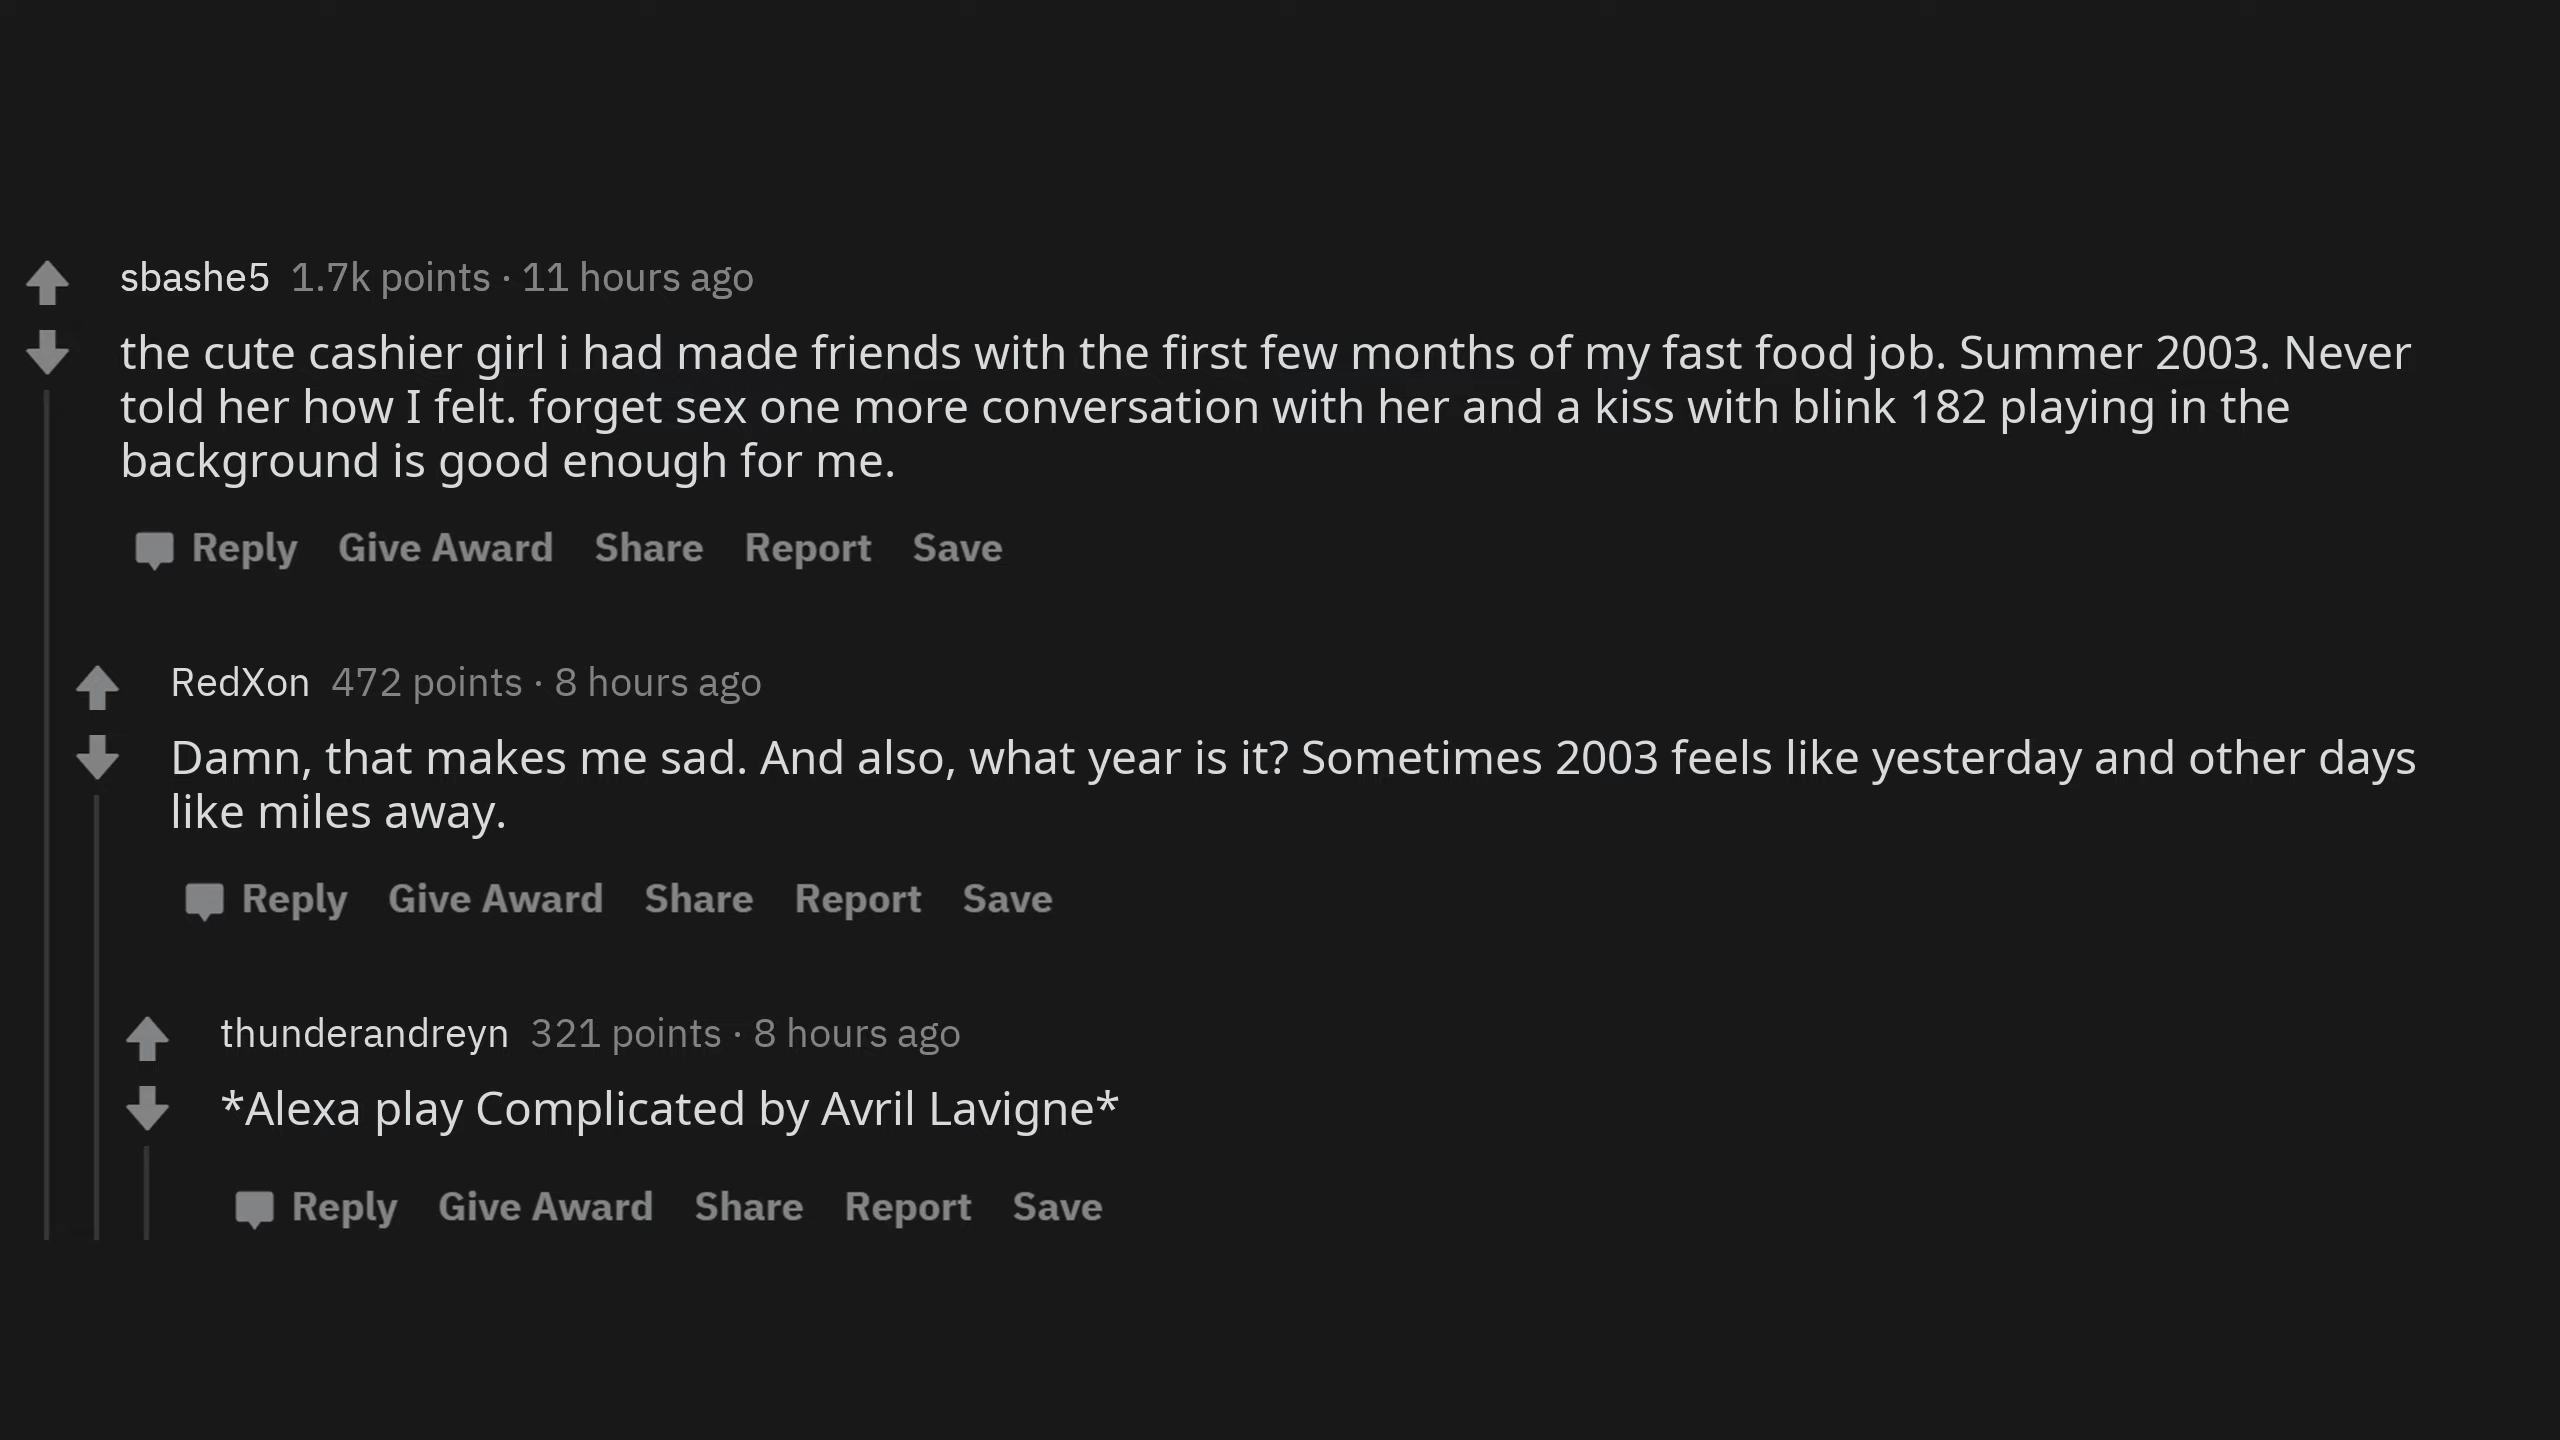 sbashe5 1.7k points · 11 hours ago
the cute cashier girl i had made friends with the first few months of my fast food job. Summer 2003. Never
told her how I felt. forget sex one more conversation with her and a kiss with blink 182 playing in the
background is good enough for me.
Reply Give Award Share Report Save
RedXon 472 points · 8 hours ago
Damn, that makes me sad. And also, what year is it? Sometimes 2003 feels like yesterday and other days
like miles away.
Reply Give Award Share Report Save
thunderandreyn 321 points · 8 hours ago
*Alexa play Complicated by Avril Lavigne*
Reply Give Award Share Report Save